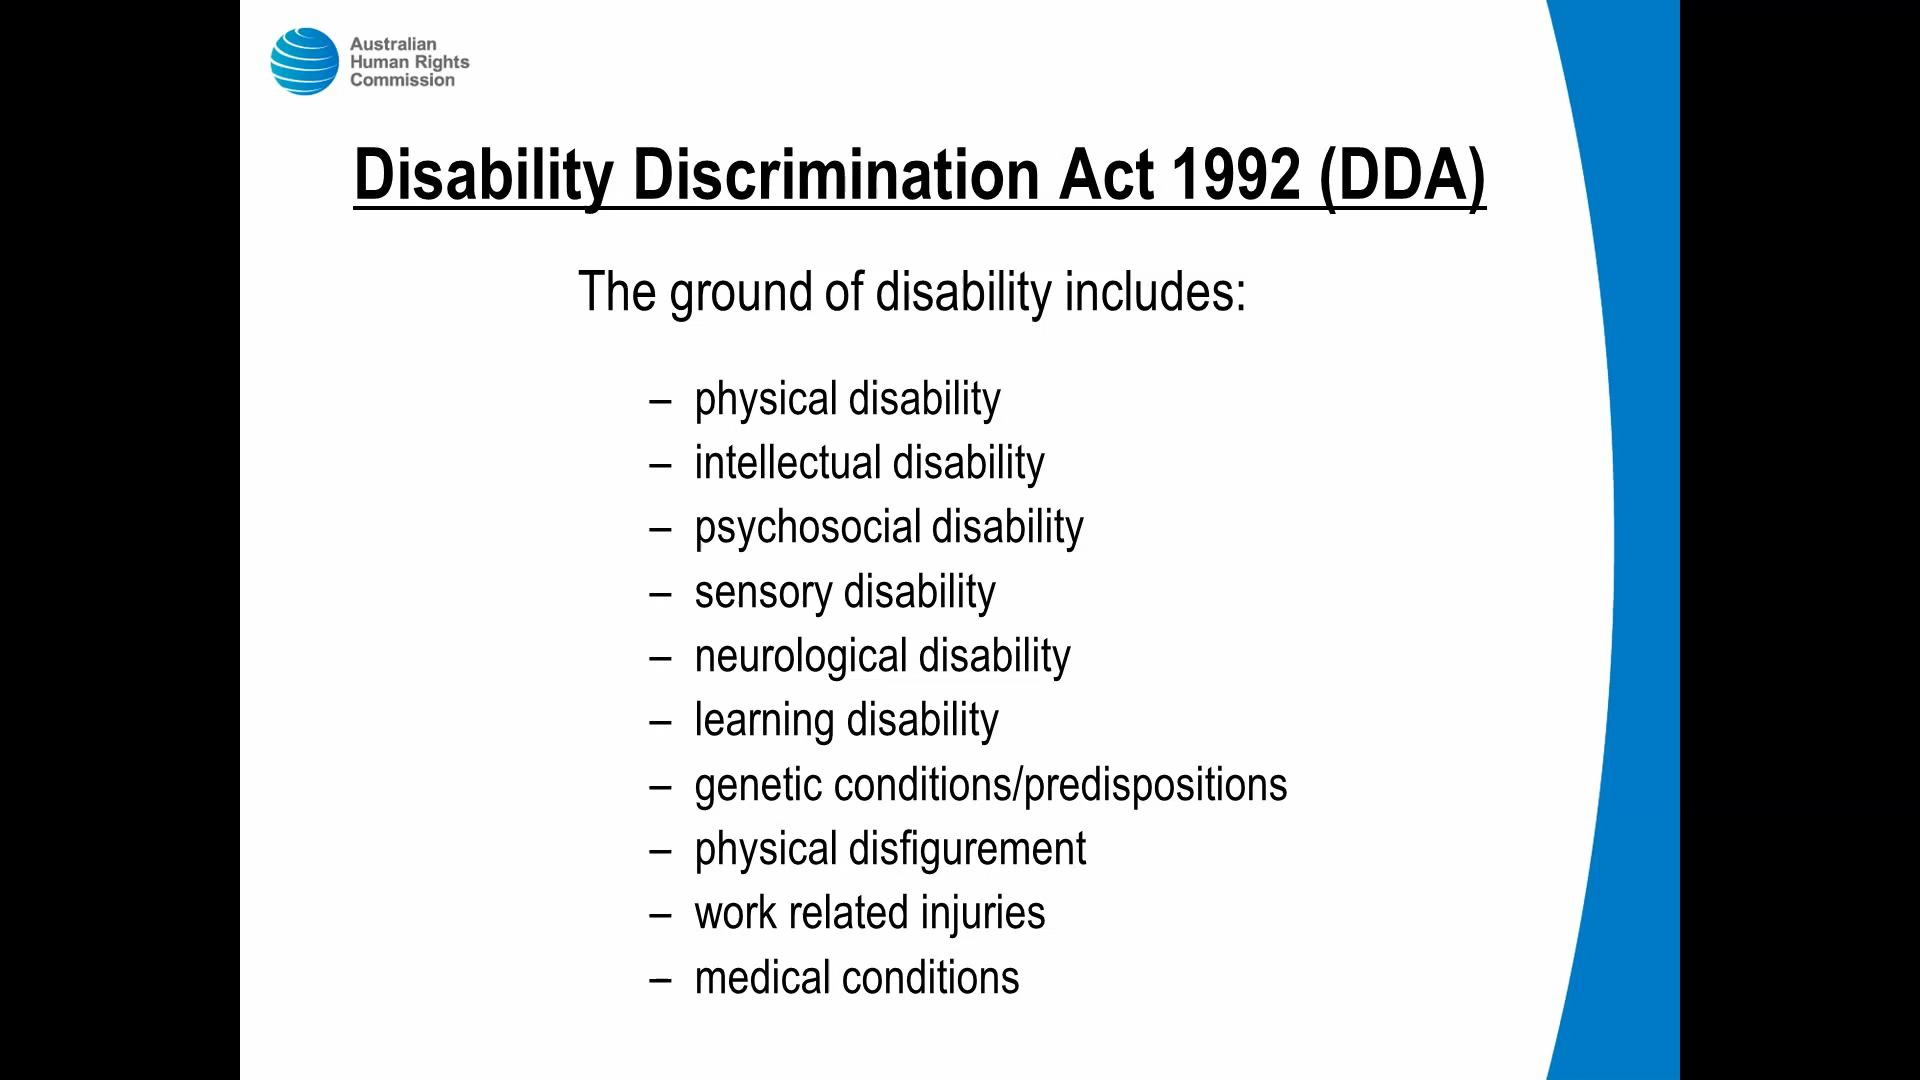 Australian
Human Rights
Commission
Disability Discrimination Act 1992 (DDA)
The ground of disability includes:
– physical disability
– intellectual disability
– psychosocial disability
– sensory disability
– neurological disability
– learning disability
– genetic conditions/predispositions
– physical disfigurement
– work related injuries
– medical conditions